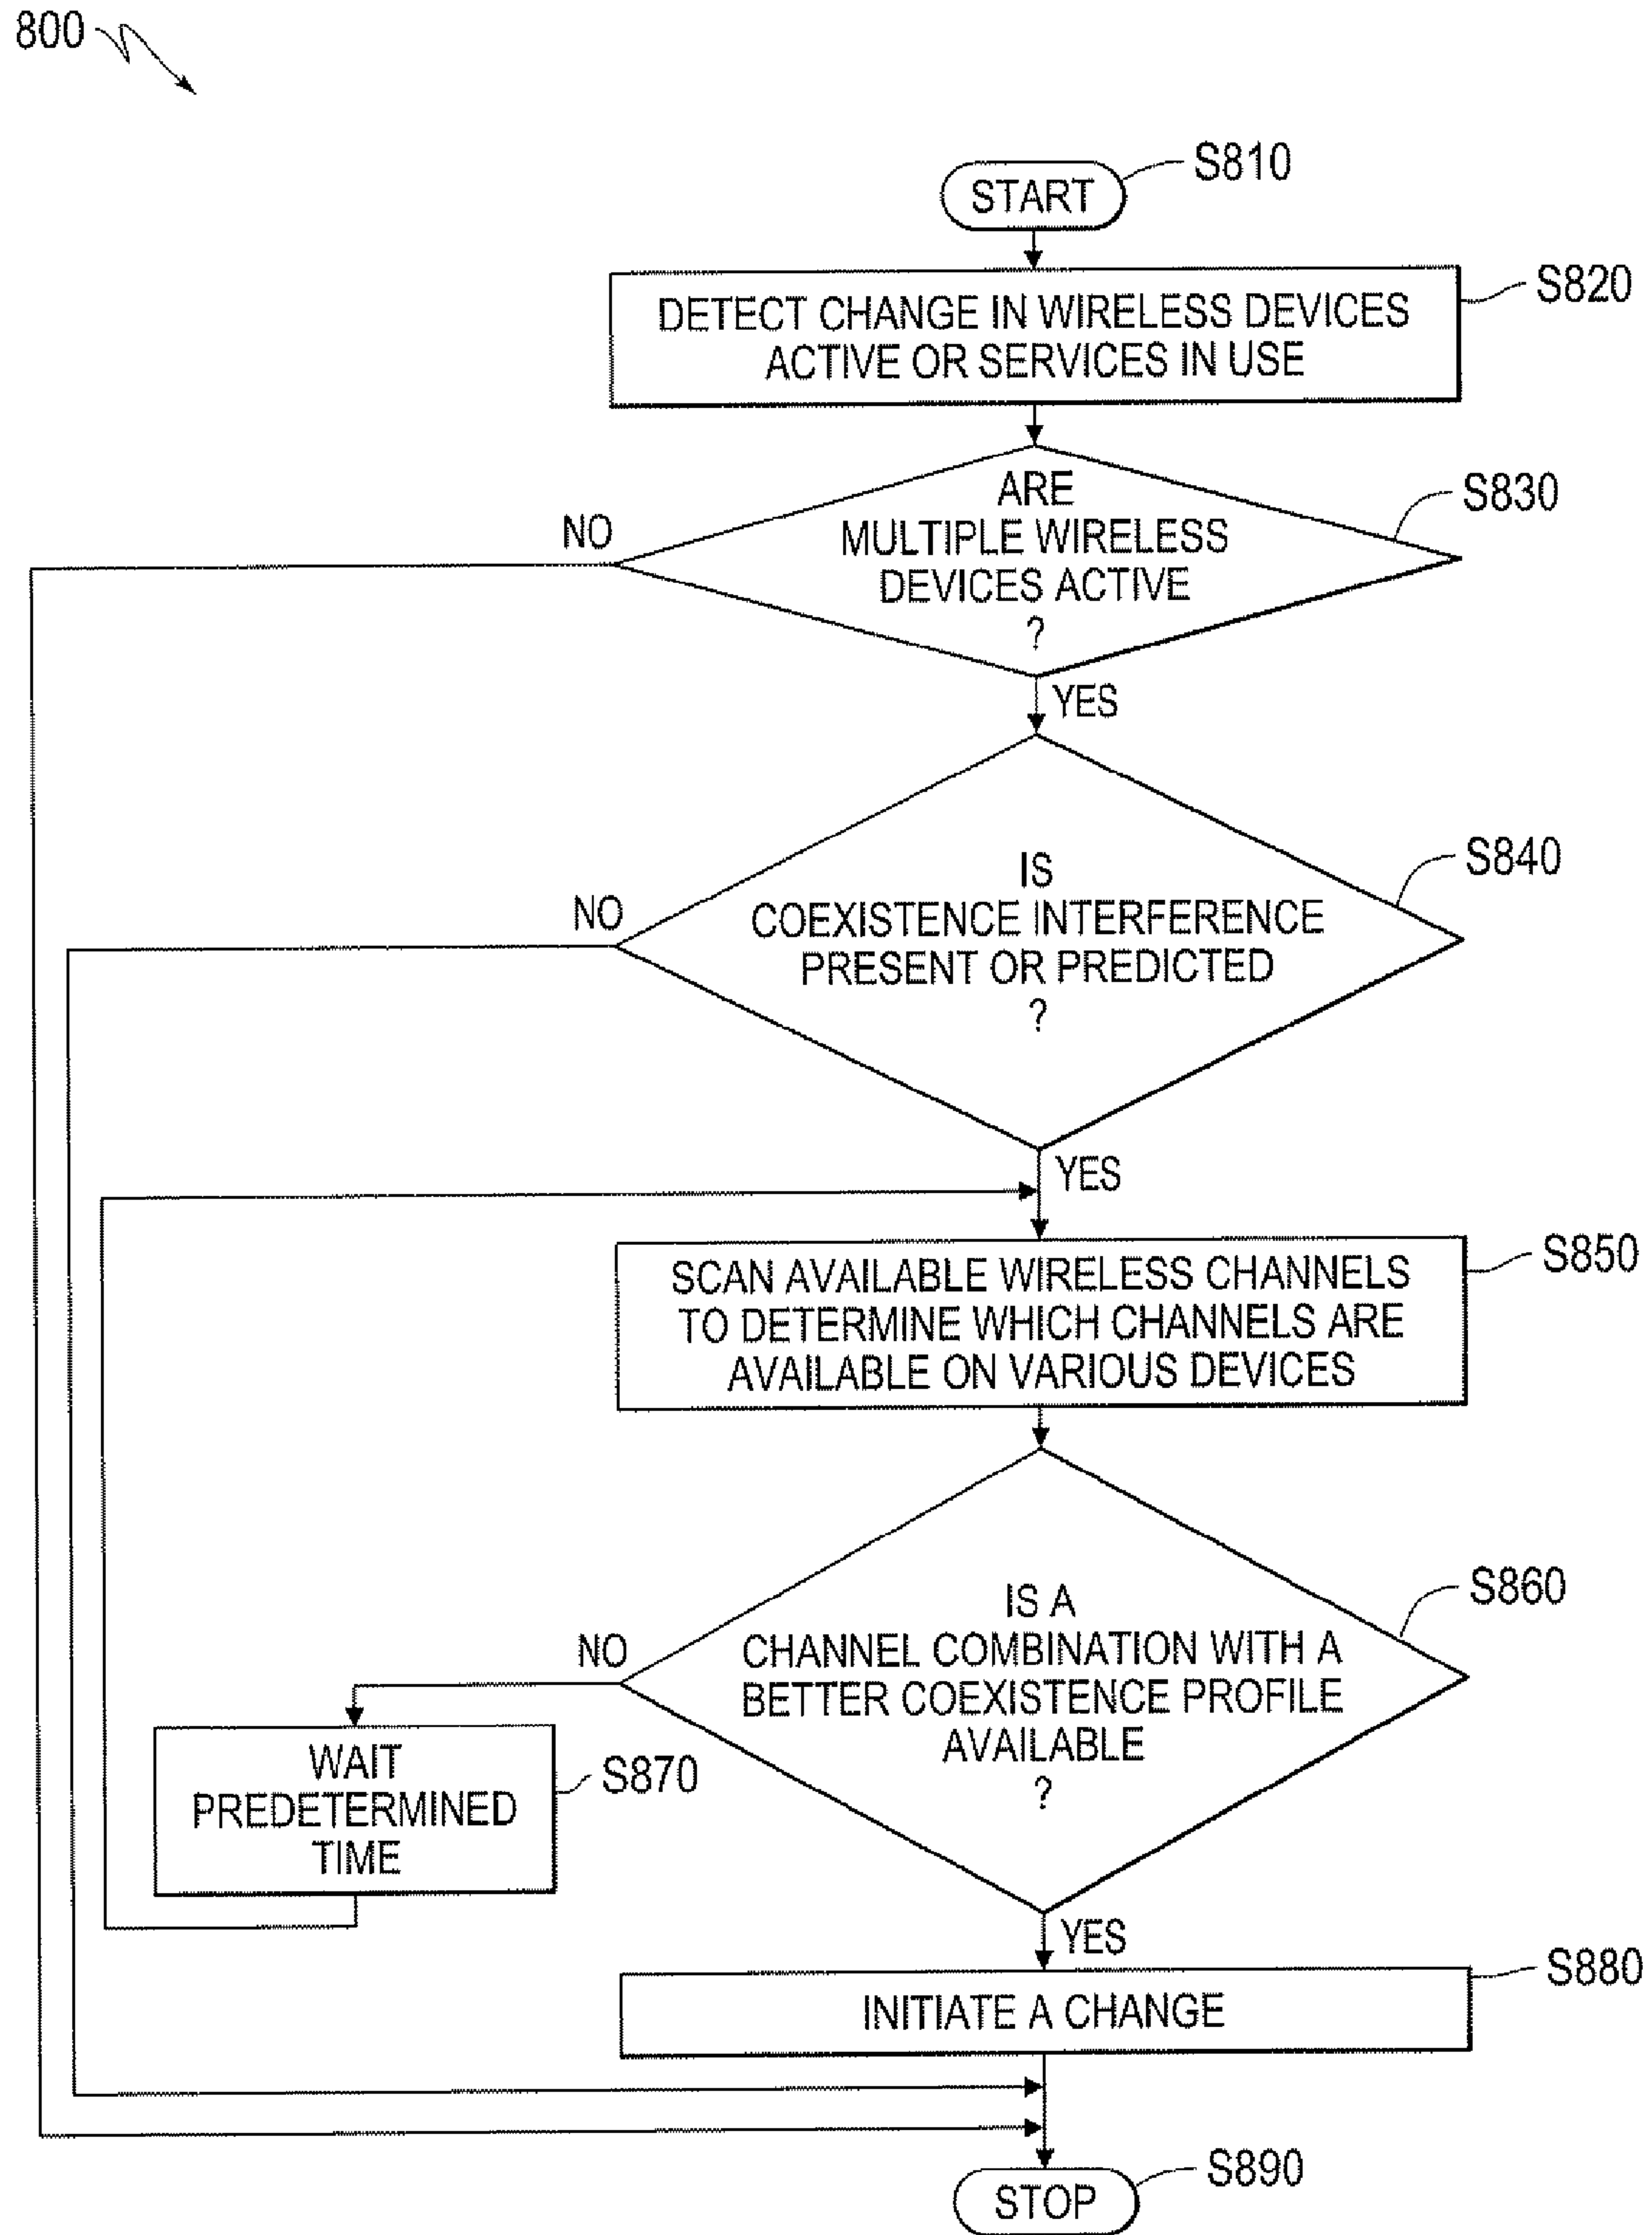 800
START
S810
DETECT CHANGE IN WIRELESS DEVICES
ACTIVE OR SERVICES IN USE
S820
ARE
MULTIPLE WIRELESS
DEVICES ACTIVE
?
S830
NO
YES
IS
COEXISTENCE INTERFERENCE
PRESENT OR PREDICTED
?
S840
NO
YES
SCAN AVAILABLE WIRELESS CHANNELS
TO DETERMINE WHICH CHANNELS ARE
AVAILABLE ON VARIOUS DEVICES
S850
IS A
CHANNEL COMBINATION WITH A
BETTER COEXISTENCE PROFILE
AVAILABLE
?
S860
NO
WAIT
PREDETERMINED
TIME
S870
YES
INITIATE A CHANGE
S880
STOP
S890